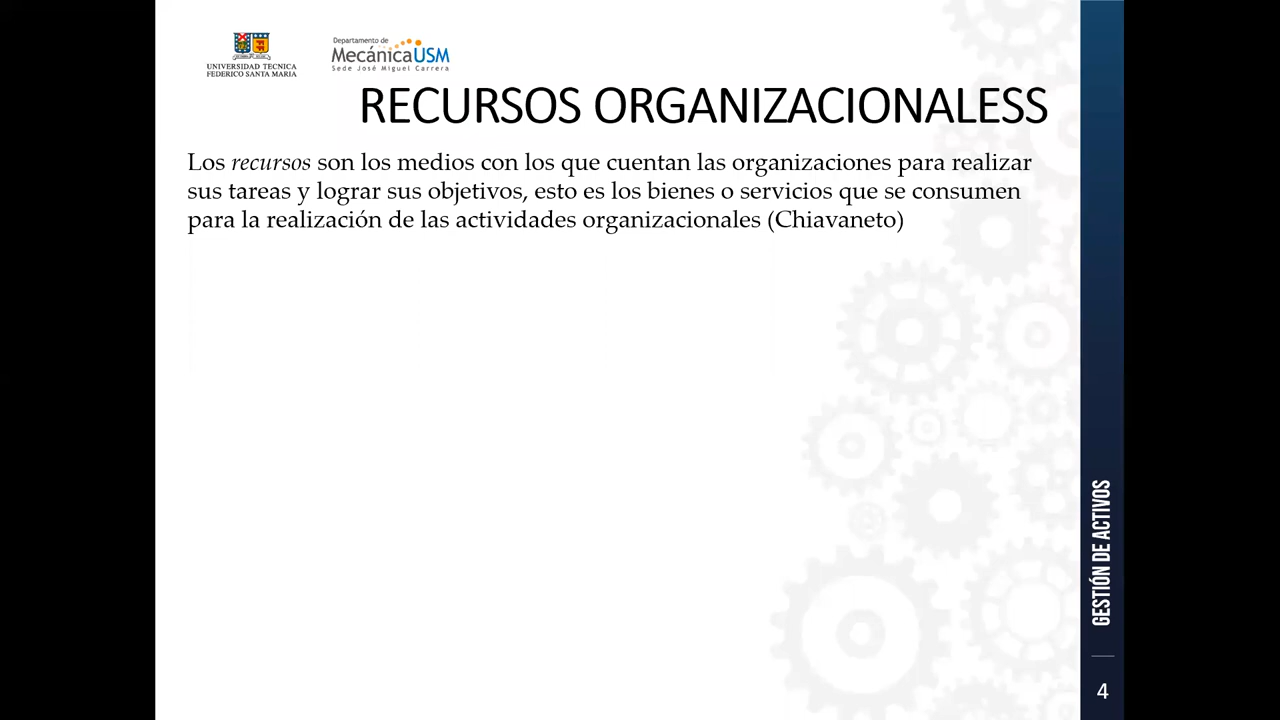 UNIVERSIDAD TECNICA
FEDERICO SANTA MARIA
Departamento de
MecánicaUSM
Sede José Miguel Carrera
RECURSOS ORGANIZACIONALESS
Los recursos son los medios con los que cuentan las organizaciones para realizar
sus tareas y lograr sus objetivos, esto es los bienes o servicios que se consumen
para la realización de las actividades organizacionales (Chiavaneto)
GESTIÓN DE ACTIVOS
4